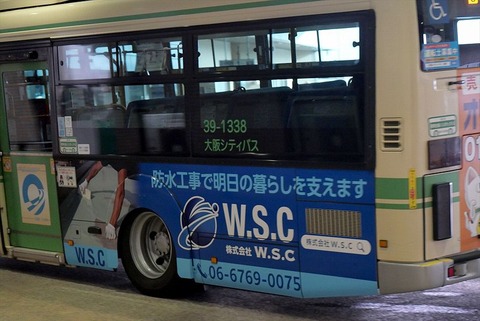 39-1338
大阪シティバス
防水工事で明日の暮らしを支えます
W.S.C
株式会社 W.S.C
株式会社 W.S.C
W.S.C
06-6769-0075